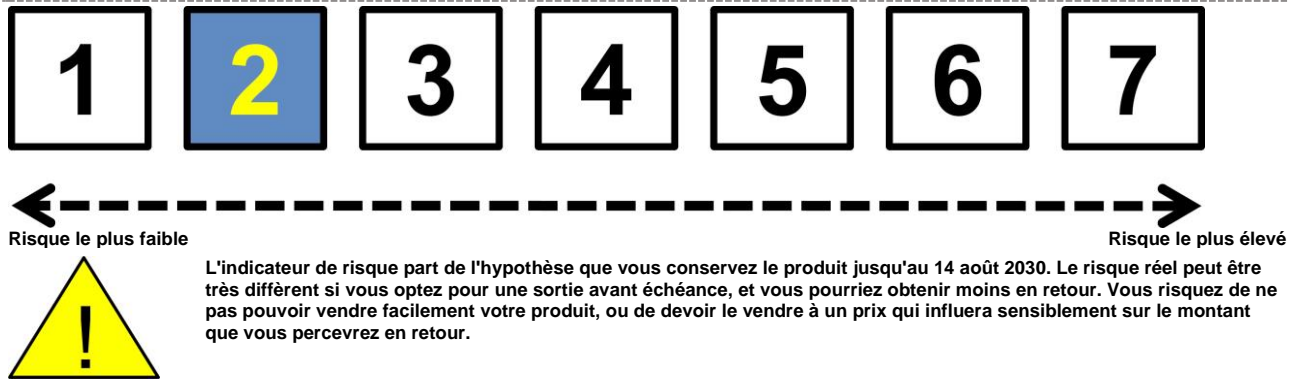 1 2 3 4 5 6 7
Risque le plus faible Risque le plus élevé
L'indicateur de risque part de l'hypothèse que vous conservez le produit jusqu'au 14 août 2030. Le risque réel peut être
très diffèrent si vous optez pour une sortie avant échéance, et vous pourriez obtenir moins en retour. Vous risquez de ne
pas pouvoir vendre facilement votre produit, ou de devoir le vendre à un prix qui influera sensiblement sur le montant
que vous percevrez en retour.
!